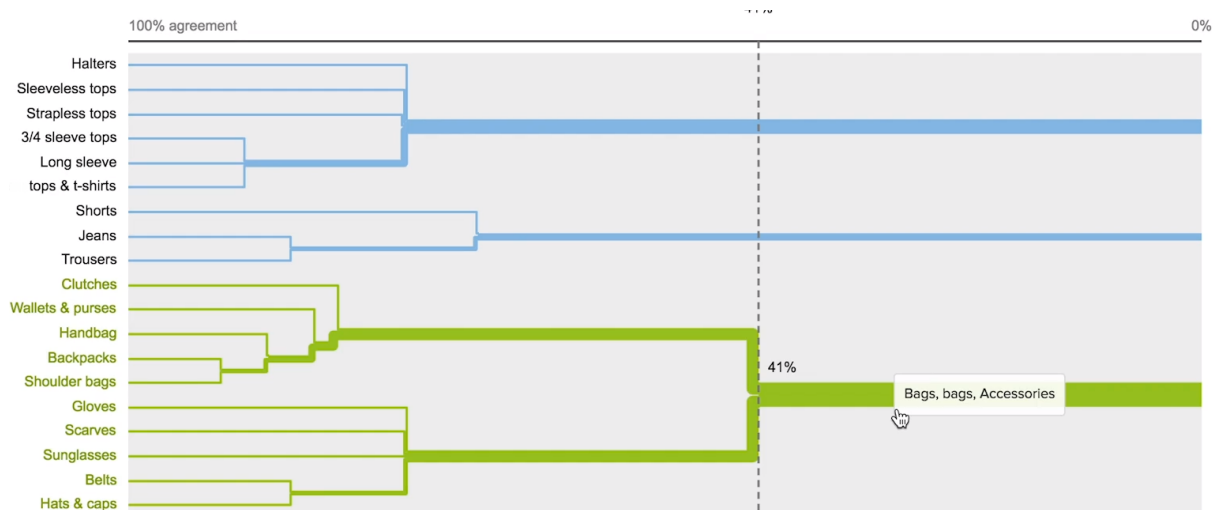 100% agreement
0%
Halters
Sleeveless tops
Strapless tops
3/4 sleeve tops
Long sleeve
tops & t-shirts
Shorts
Jeans
Trousers
Clutches
Wallets & purses
Handbag
Backpacks
41%
Shoulder bags
Bags, bags, Accessories
Gloves
Scarves
Sunglasses
Belts
Hats & caps